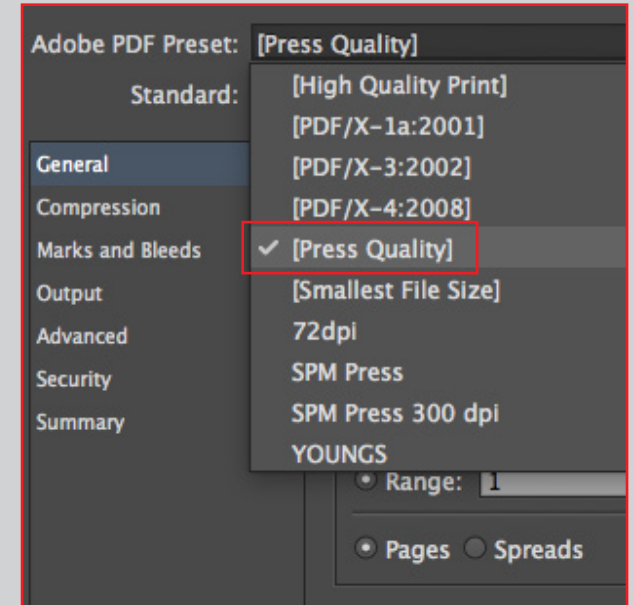 Adobe PDF Preset: [Press Quality]
Standard:
[High Quality Print]
[PDF/X-1a:2001]
[PDF/X-3:2002]
[PDF/X-4:2008]
[Press Quality]
[Smallest File Size]
72dpi
SPM Press
SPM Press 300 dpi
YOUNGS
General
Compression
Marks and Bleeds
Output
Advanced
Security
Summary
Range: 1
Pages Spreads